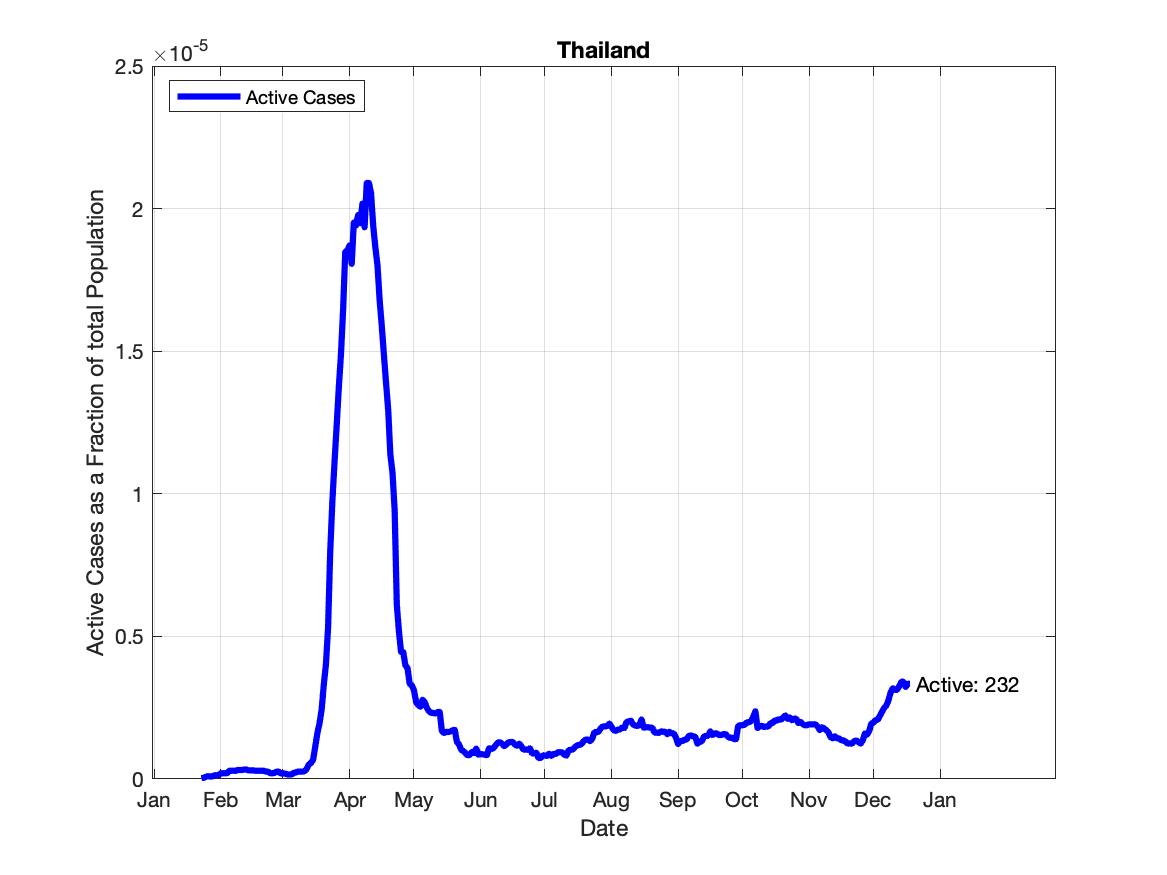 Thailand
×10-5
2.5
2
1.5
1
0.5
0
Active Cases
Active Cases as a Fraction of total Population
Active: 232
Jan Feb Mar Apr May Jun Jul Aug Sep Oct Nov Dec Jan
Date